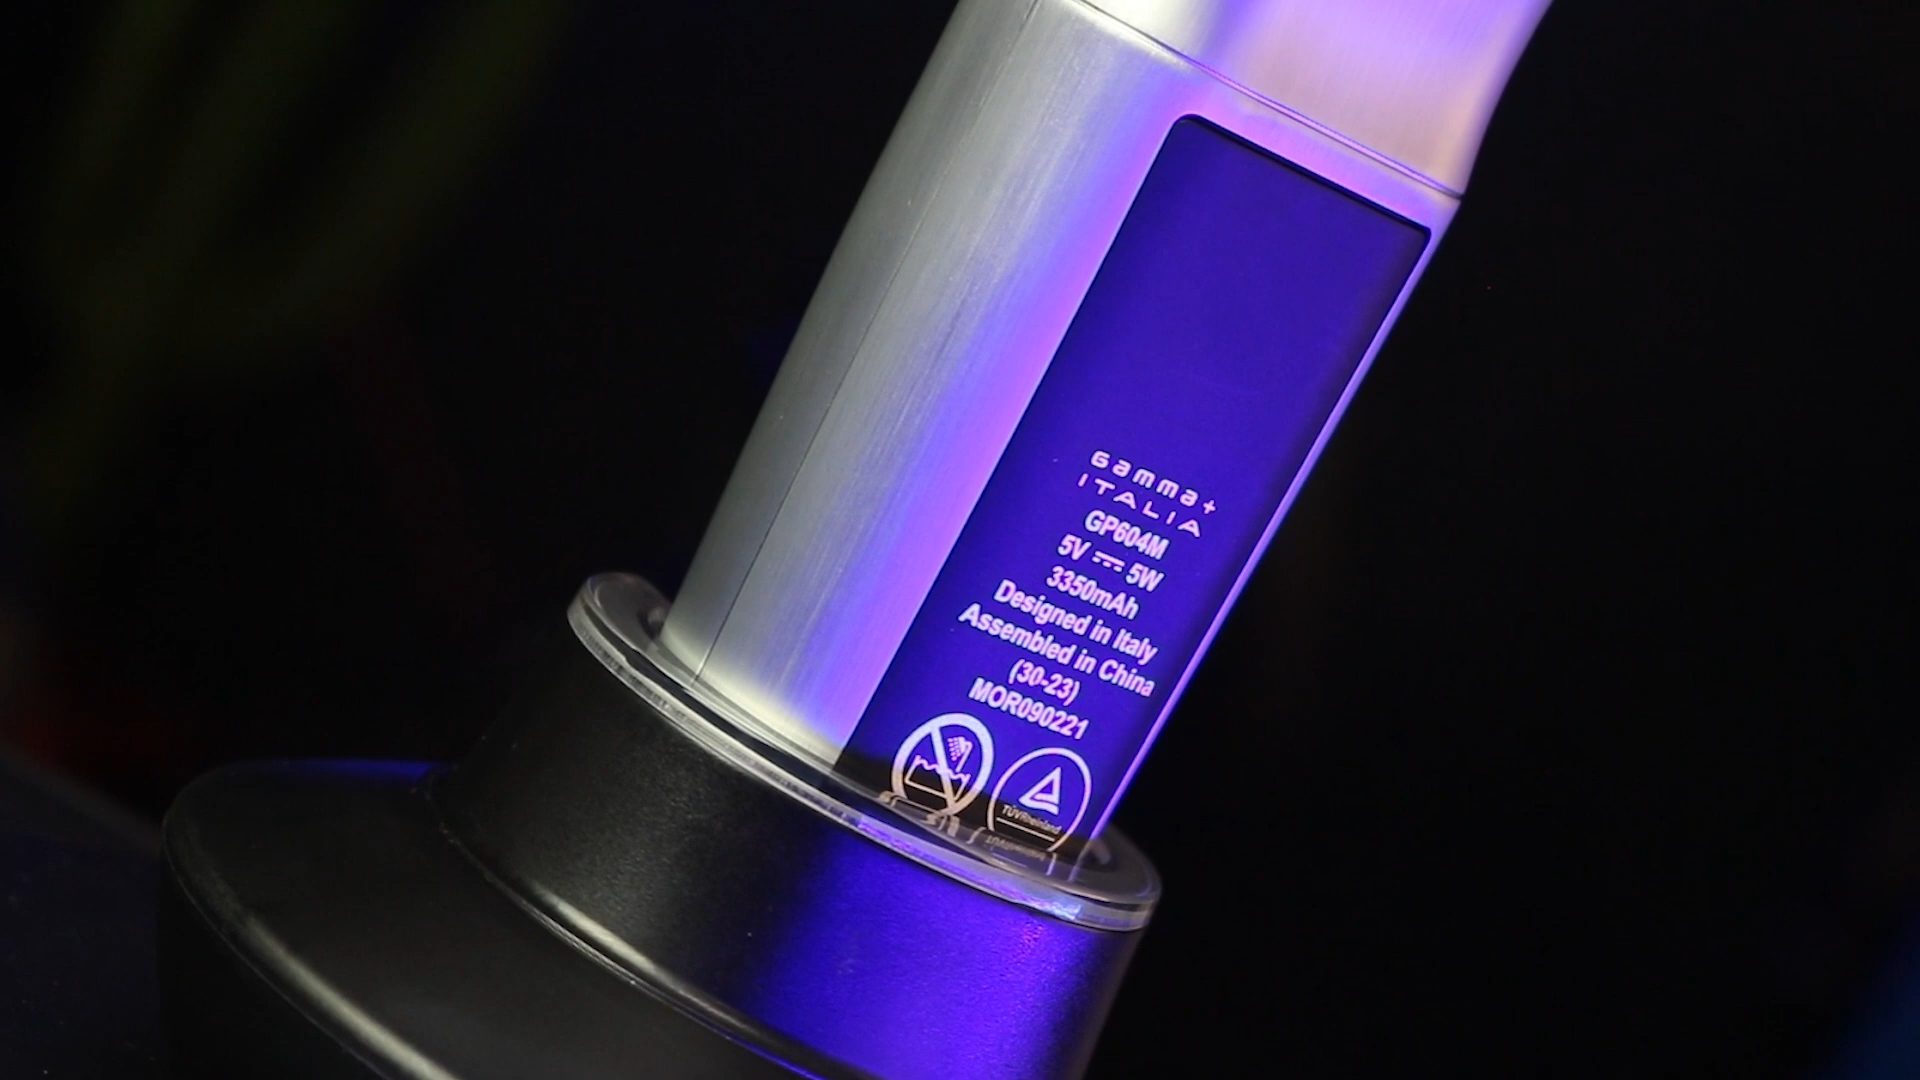 Gamma+
ITALIA
GP604M
5V ⎓ 5W
3350mAh
Designed in Italy
Assembled in China
(30-23)
MOR090221
TÜVRheinland